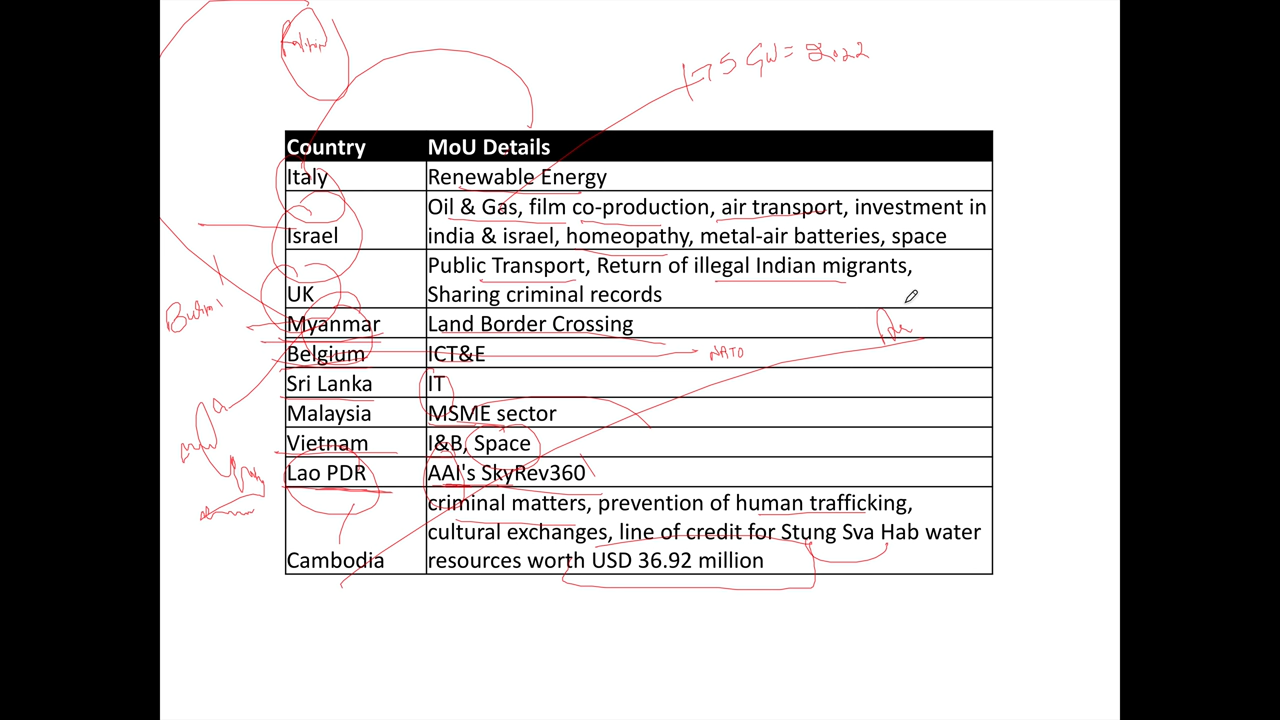 175 GW = 2022
Country MoU Details
Italy Renewable Energy
Oil & Gas, film co-production, air transport, investment in
Israel india & israel, homeopathy, metal-air batteries, space
Public Transport, Return of illegal Indian migrants,
UK Sharing criminal records
Myanmar Land Border Crossing
Belgium ICT&E
NATO
Sri Lanka IT
Malaysia MSME sector
Vietnam I&B, Space
Lao PDR AAI's SkyRev360
criminal matters, prevention of human trafficking,
cultural exchanges, line of credit for Stung Sva Hab water
Cambodia resources worth USD 36.92 million